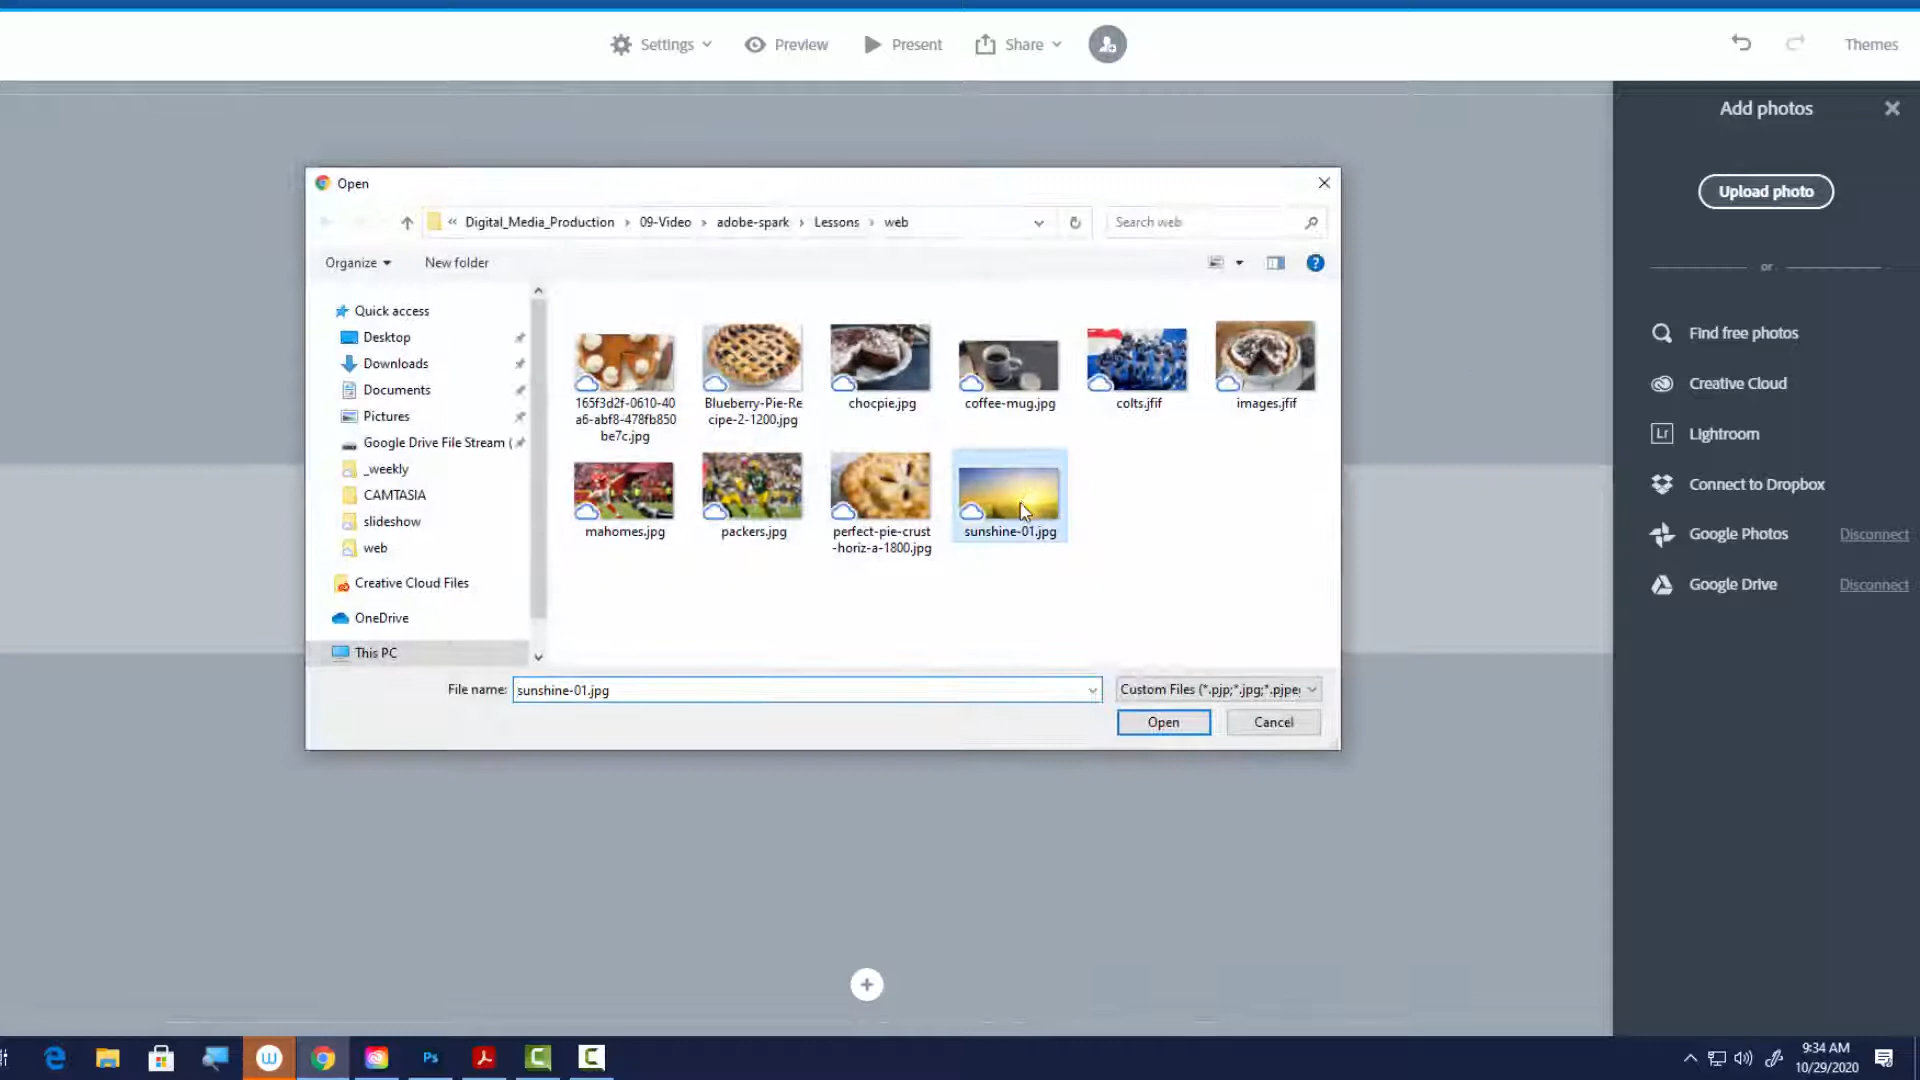 Settings
Preview
Present
Share
Themes
Add photos
Open
« Digital_Media_Production › 09-Video › adobe-spark › Lessons › web
Search web
Upload photo
Organize
New folder
or
Quick access
Desktop
Downloads
Documents
Pictures
Google Drive File Stream (
_weekly
CAMTASIA
slideshow
web
Creative Cloud Files
OneDrive
This PC
165f3d2f-0610-40
a6-abf8-478fb850
be7c.jpg
Blueberry-Pie-Re
cipe-2-1200.jpg
chocpie.jpg
coffee-mug.jpg
colts.jfif
images.jfif
mahomes.jpg
packers.jpg
perfect-pie-crust
-horiz-a-1800.jpg
sunshine-01.jpg
Find free photos
Creative Cloud
Lr Lightroom
Connect to Dropbox
Google Photos Disconnect
Google Drive Disconnect
File name: sunshine-01.jpg
Custom Files (*.pjp;*.jpg;*.pjpe
Open
Cancel
Ps
9:34 AM
10/29/2020